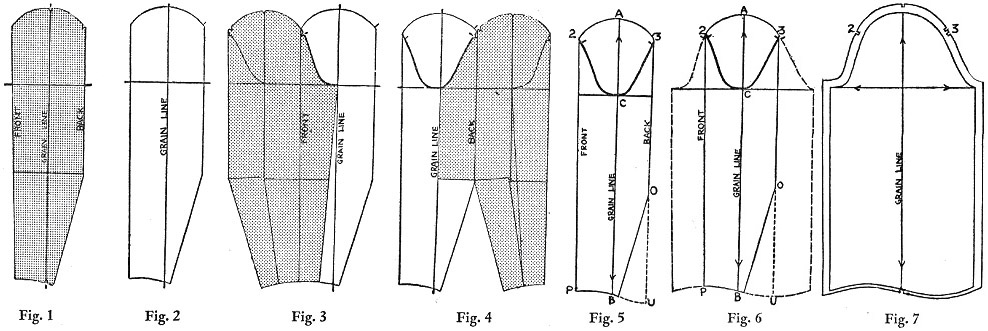 FRONT
GRAIN LINE
BACK
Fig. 1
GRAIN LINE
Fig. 2
FRONT
GRAIN LINE
Fig. 3
GRAIN LINE
BACK
Fig. 4
A
2
3
C
FRONT
BACK
GRAIN LINE
O
P
B
U
Fig. 5
A
2
3
C
FRONT
GRAIN LINE
O
P
B
U
Fig. 6
2
3
GRAIN LINE
Fig. 7